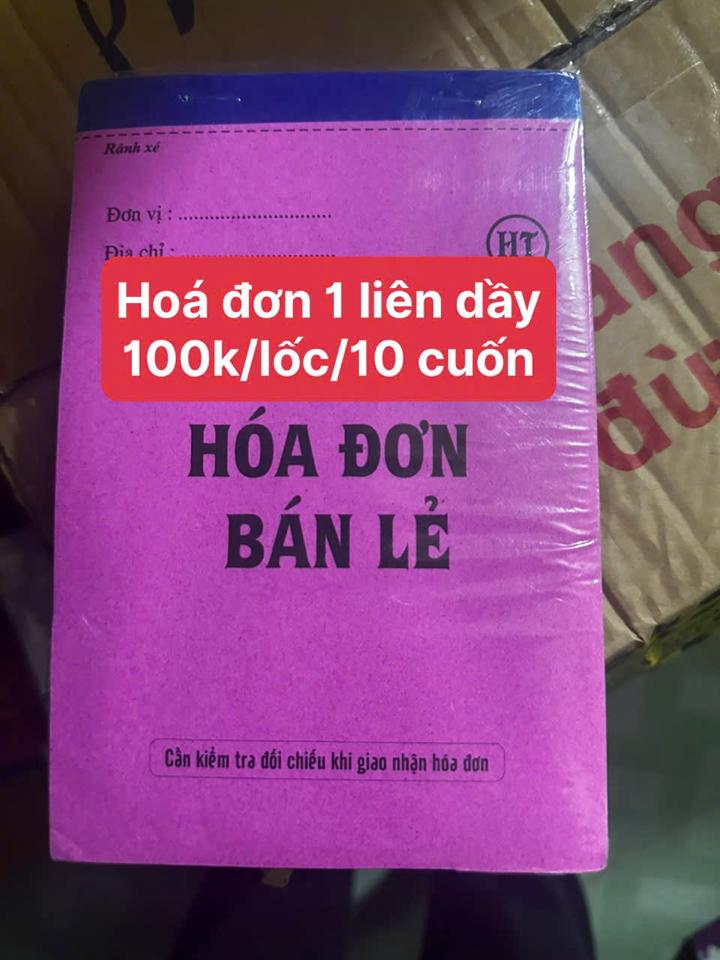 Rãnh xé
Đơn vị : ..............................
Địa chỉ : ..............................
HT
Hoá đơn 1 liên dầy
100k/lốc/10 cuốn
HÓA ĐƠN
BÁN LẺ
Cần kiểm tra đối chiếu khi giao nhận hóa đơn
ang